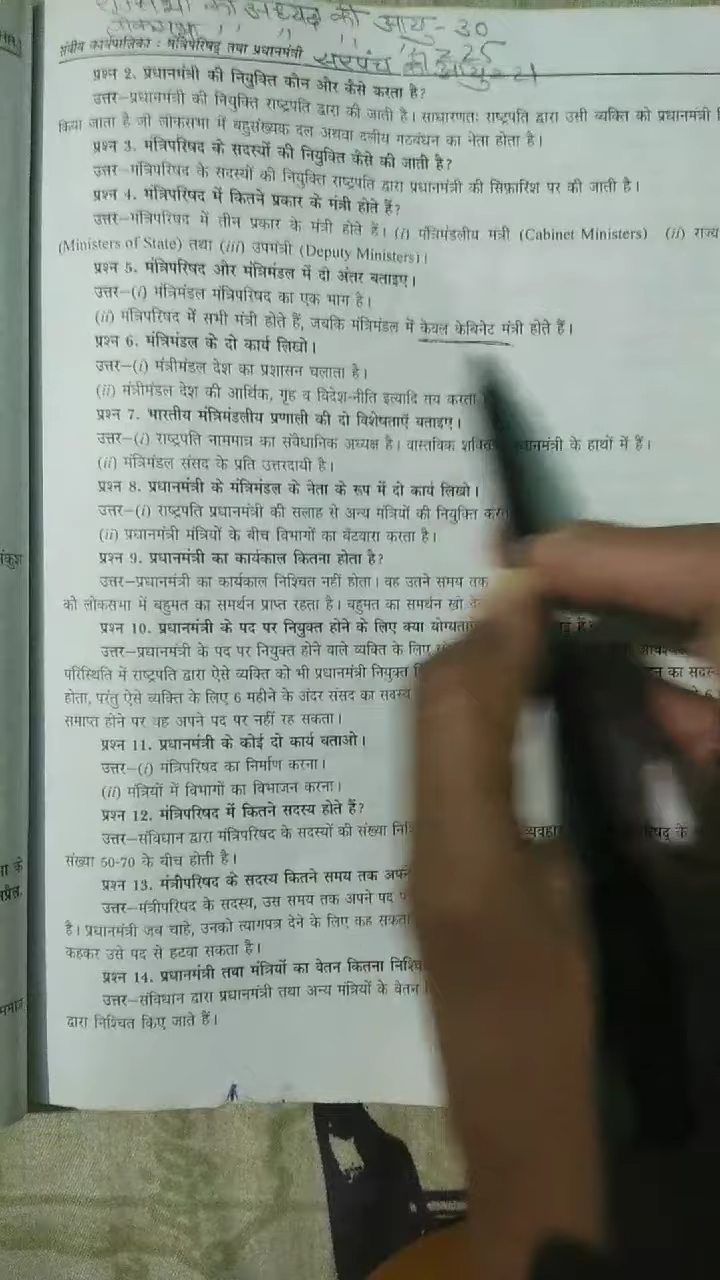 की अध्यक्ष की आयु - 30
लोकसभा " " " = 25
संघीय कार्यपालिका : मंत्रिपरिषद् तथा प्रधानमंत्री सरपंच की आयु = 21
प्रश्न 2. प्रधानमंत्री की नियुक्ति कौन और कैसे करता है?
उत्तर–प्रधानमंत्री की नियुक्ति राष्ट्रपति द्वारा की जाती है। साधारणतः राष्ट्रपति द्वारा उसी व्यक्ति को प्रधानमंत्री
किया जाता है जो लोकसभा में बहुसंख्यक दल अथवा दलीय गठबंधन का नेता होता है।
प्रश्न 3. मंत्रिपरिषद के सदस्यों की नियुक्ति कैसे की जाती है?
उत्तर–मंत्रिपरिषद के सदस्यों की नियुक्ति राष्ट्रपति द्वारा प्रधानमंत्री की सिफ़ारिश पर की जाती है।
प्रश्न 4. मंत्रिपरिषद में कितने प्रकार के मंत्री होते हैं?
उत्तर–मंत्रिपरिषद में तीन प्रकार के मंत्री होते हैं। (i) मंत्रिमंडलीय मंत्री (Cabinet Ministers) (ii) राज्य
(Ministers of State) तथा (iii) उपमंत्री (Deputy Ministers)।
प्रश्न 5. मंत्रिपरिषद और मंत्रिमंडल में दो अंतर बताइए।
उत्तर–(i) मंत्रिमंडल मंत्रिपरिषद का एक भाग है।
(ii) मंत्रिपरिषद में सभी मंत्री होते हैं, जबकि मंत्रिमंडल में केवल केबिनेट मंत्री होते हैं।
प्रश्न 6. मंत्रिमंडल के दो कार्य लिखो।
उत्तर–(i) मंत्रीमंडल देश का प्रशासन चलाता है।
(ii) मंत्रीमंडल देश की आर्थिक, गृह व विदेश-नीति इत्यादि तय करता
प्रश्न 7. भारतीय मंत्रिमंडलीय प्रणाली की दो विशेषताएँ बताइए।
उत्तर–(i) राष्ट्रपति नाममात्र का संवैधानिक अध्यक्ष है। वास्तविक के हाथों में हैं।
(ii) मंत्रिमंडल संसद के प्रति उत्तरदायी है।
प्रश्न 8. प्रधानमंत्री के मंत्रिमंडल के नेता के रूप में दो कार्य लिखो।
उत्तर–(i) राष्ट्रपति प्रधानमंत्री की सलाह से अन्य मंत्रियों की नियुक्ति
(ii) प्रधानमंत्री मंत्रियों के बीच विभागों का बँटवारा करता है।
प्रश्न 9. प्रधानमंत्री का कार्यकाल कितना होता है?
उत्तर–प्रधानमंत्री का कार्यकाल निश्चित नहीं होता। वह उतने समय तक
को लोकसभा में बहुमत का समर्थन प्राप्त रहता है। बहुमत का समर्थन खो
प्रश्न 10. प्रधानमंत्री के पद पर नियुक्त होने के लिए क्या
उत्तर–प्रधानमंत्री के पद पर नियुक्त होने वाले व्यक्ति के लिए
परिस्थिति में राष्ट्रपति द्वारा ऐसे व्यक्ति को भी प्रधानमंत्री नियुक्त का सदस्य
होता, परंतु ऐसे व्यक्ति के लिए 6 महीने के अंदर संसद का सदस्य
समाप्त होने पर वह अपने पद पर नहीं रह सकता।
प्रश्न 11. प्रधानमंत्री के कोई दो कार्य बताओ।
उत्तर–(i) मंत्रिपरिषद का निर्माण करना।
(ii) मंत्रियों में विभागों का विभाजन करना।
प्रश्न 12. मंत्रिपरिषद में कितने सदस्य होते हैं?
उत्तर–संविधान द्वारा मंत्रिपरिषद के सदस्यों की संख्या के
संख्या 50-70 के बीच होती है।
प्रश्न 13. मंत्रीपरिषद के सदस्य कितने समय तक
उत्तर–मंत्रीपरिषद के सदस्य, उस समय तक अपने पद
है। प्रधानमंत्री जब चाहे, उनको त्यागपत्र देने के लिए कह सकता
कहकर उसे पद से हटवा सकता है।
प्रश्न 14. प्रधानमंत्री तथा मंत्रियों का वेतन कितना
उत्तर–संविधान द्वारा प्रधानमंत्री तथा अन्य मंत्रियों के वेतन
द्वारा निश्चित किए जाते हैं।